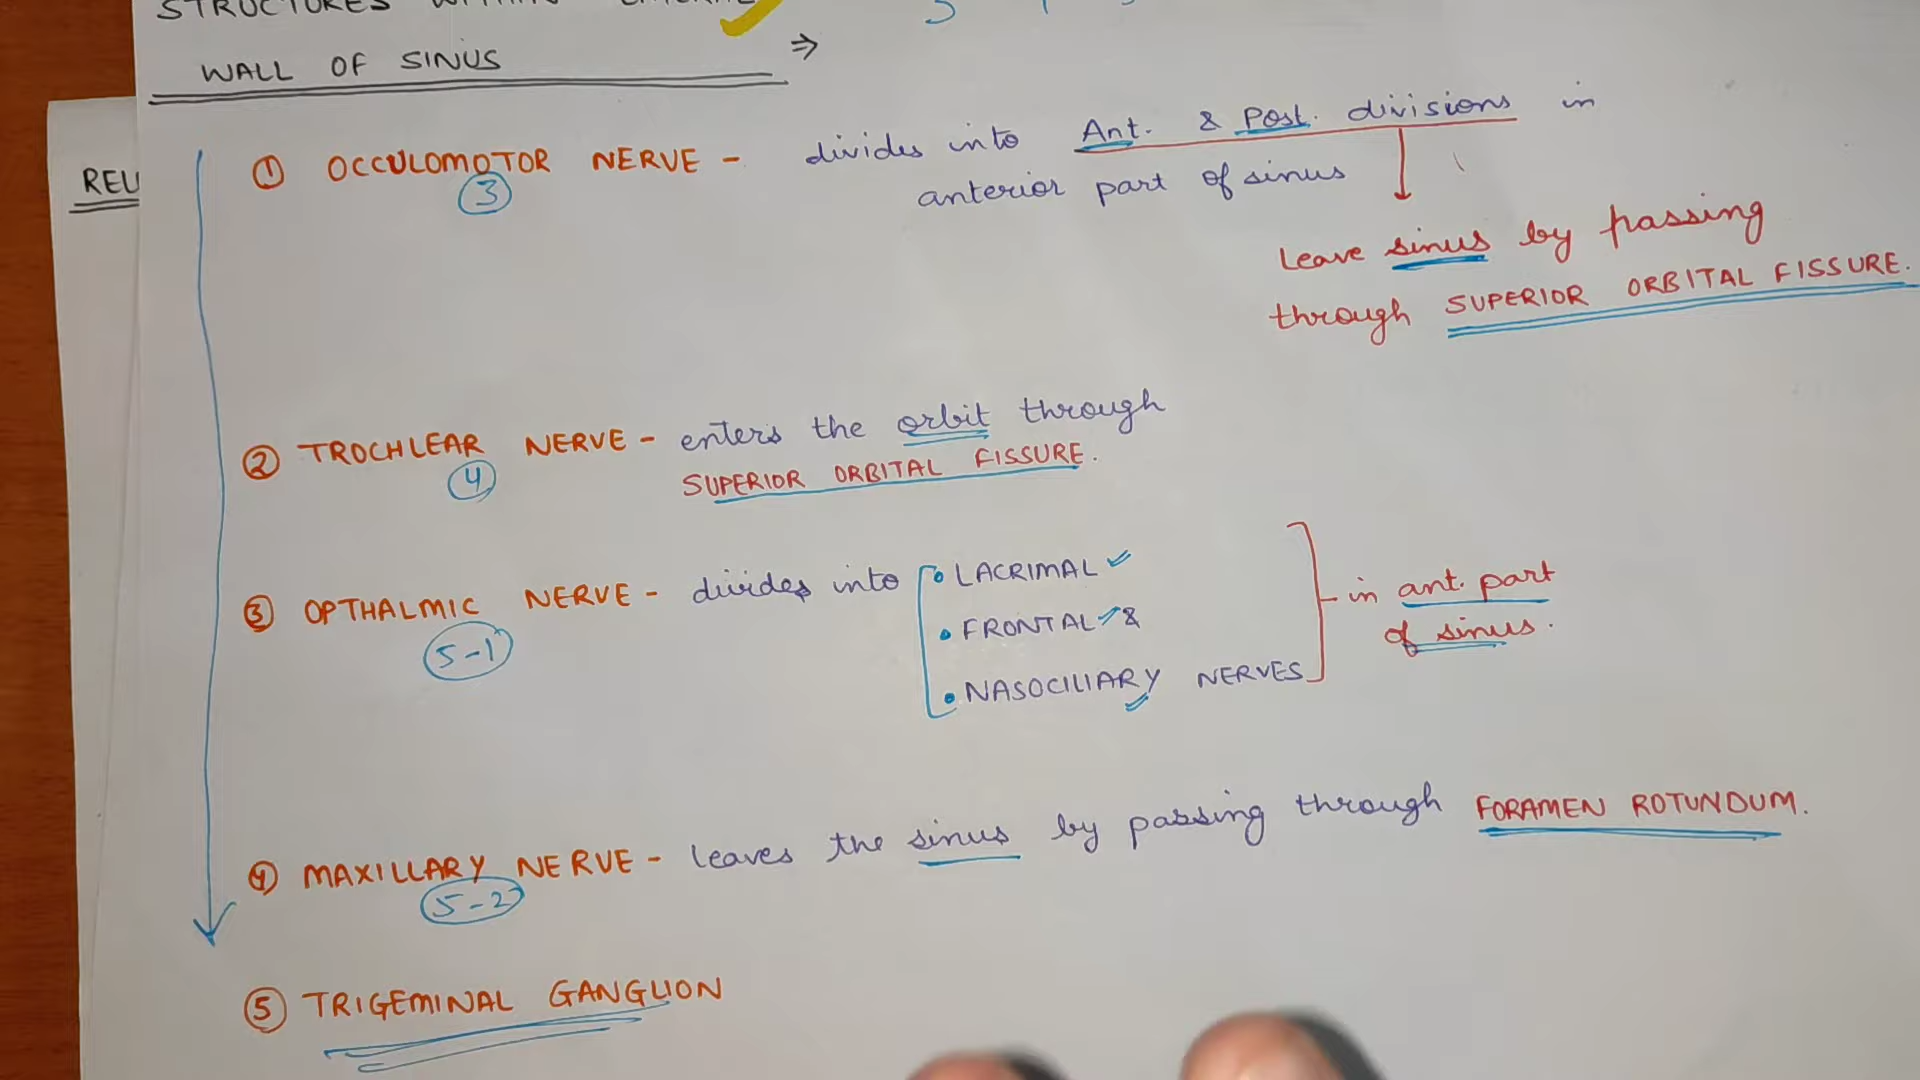 WALL OF SINUS ⇒
REU
① OCCULOMOTOR NERVE - divides into Ant. & Post. divisions in
3
anterior part of sinus
Leave sinus by passing
through SUPERIOR ORBITAL FISSURE.
② TROCHLEAR NERVE - enters the orbit through
4
SUPERIOR ORBITAL FISSURE.
③ OPTHALMIC NERVE - divides into • LACRIMAL
5-1
• FRONTAL &
• NASOCILIARY NERVES
in ant. part
of sinus.
④ MAXILLARY NERVE - leaves the sinus by passing through FORAMEN ROTUNDUM.
5-2
⑤ TRIGEMINAL GANGLION